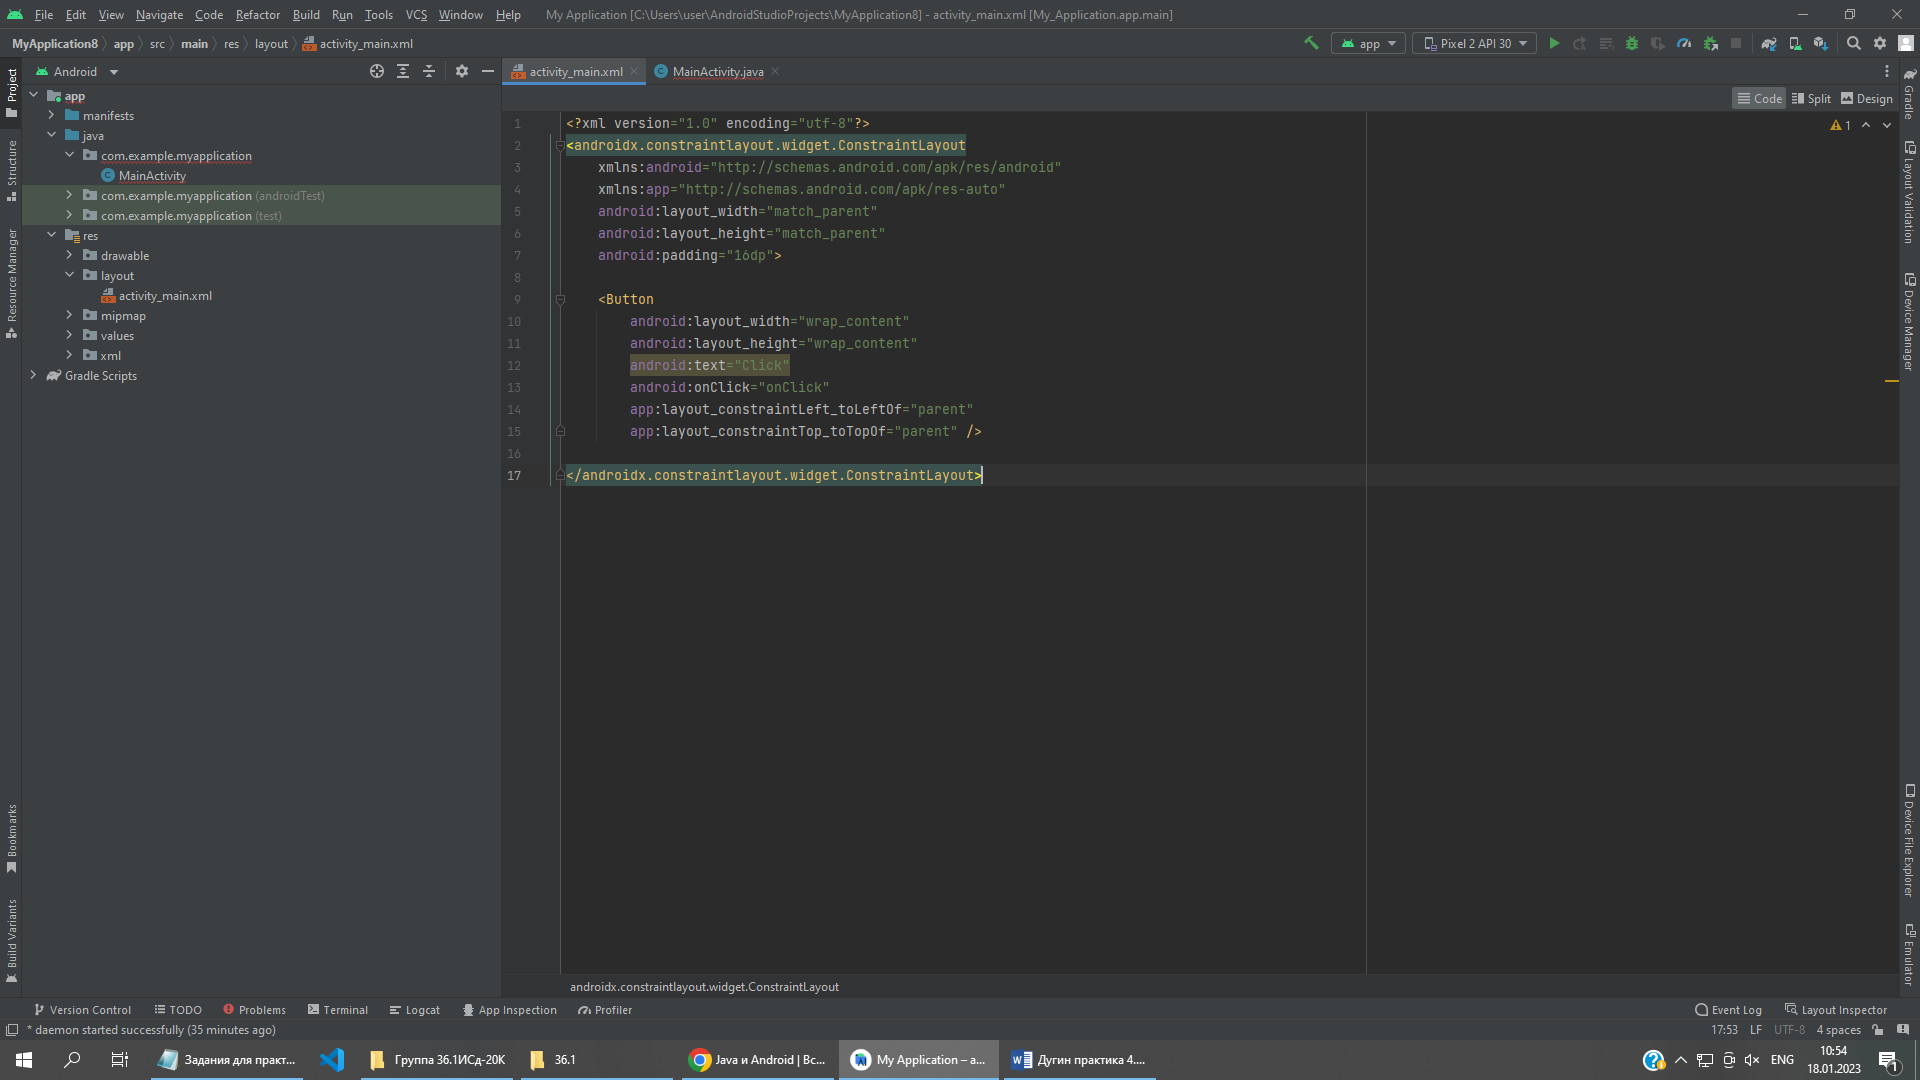 File Edit View Navigate Code Refactor Build Run Tools VCS Window Help My Application [C:\Users\user\AndroidStudioProjects\MyApplication8] - activity_main.xml [My_Application.app.main]
MyApplication8 app src main res layout activity_main.xml app Pixel 2 API 30
Android activity_main.xml MainActivity.java
Code Split Design
Project
Structure
Resource Manager
Bookmarks
Build Variants
app
manifests
java
com.example.myapplication
MainActivity
com.example.myapplication (androidTest)
com.example.myapplication (test)
res
drawable
layout
activity_main.xml
mipmap
values
xml
Gradle Scripts
1 <?xml version="1.0" encoding="utf-8"?>
2 <androidx.constraintlayout.widget.ConstraintLayout
3 xmlns:android="http://schemas.android.com/apk/res/android"
4 xmlns:app="http://schemas.android.com/apk/res-auto"
5 android:layout_width="match_parent"
6 android:layout_height="match_parent"
7 android:padding="16dp">
8
9 <Button
10 android:layout_width="wrap_content"
11 android:layout_height="wrap_content"
12 android:text="Click"
13 android:onClick="onClick"
14 app:layout_constraintLeft_toLeftOf="parent"
15 app:layout_constraintTop_toTopOf="parent" />
16
17 </androidx.constraintlayout.widget.ConstraintLayout>
1
Gradle
Layout Validation
Device Manager
Device File Explorer
Emulator
androidx.constraintlayout.widget.ConstraintLayout
Version Control TODO Problems Terminal Logcat App Inspection Profiler Event Log Layout Inspector
* daemon started successfully (35 minutes ago) 17:53 LF UTF-8 4 spaces
Задания для практ... Группа 36.1ИСд-20К 36.1 Java и Android | Вс... My Application – a... Дугин практика 4.... ENG 10:54
18.01.2023
1